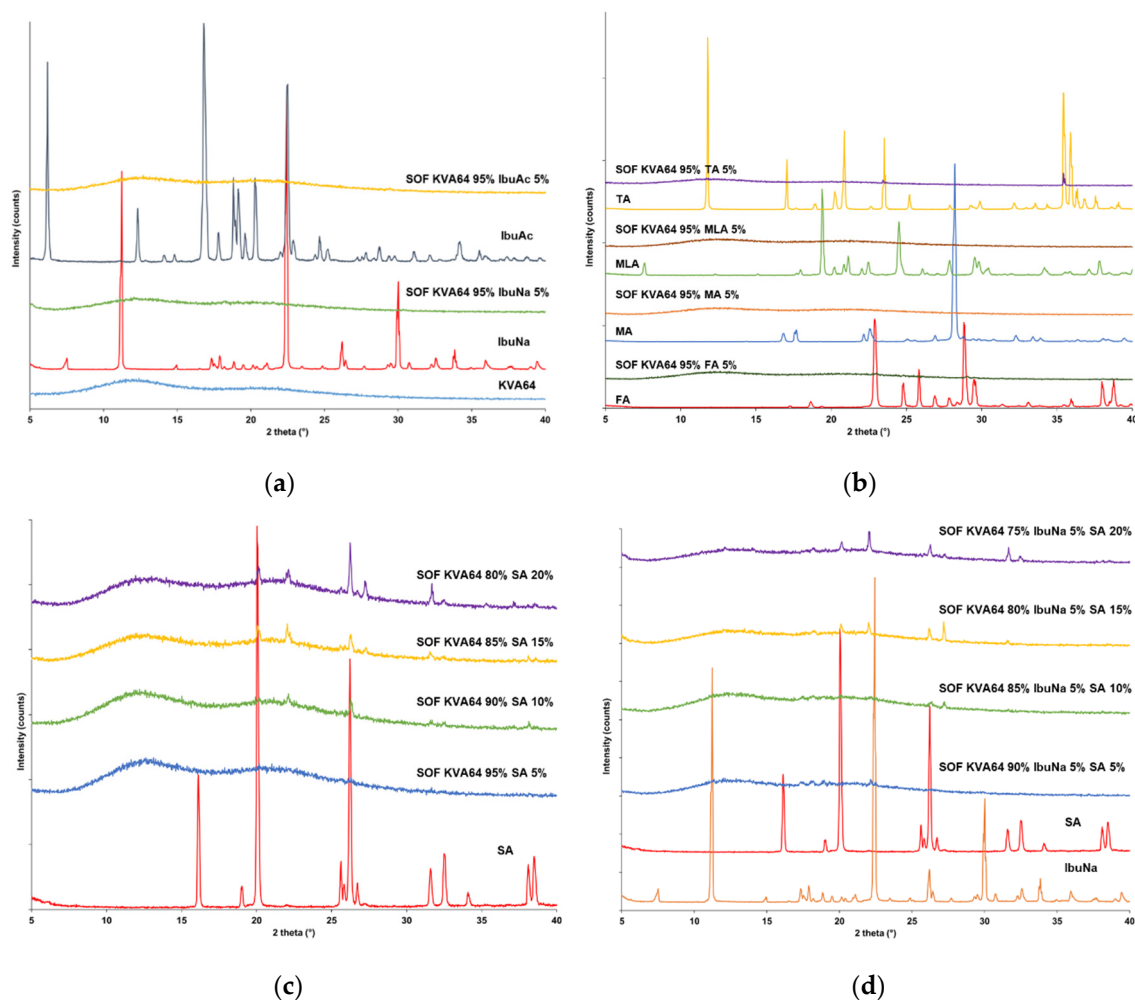 Intensity (counts)
SOF KVA64 95% IbuAc 5%
IbuAc
SOF KVA64 95% IbuNa 5%
IbuNa
KVA64
5 10 15 20 25 30 35 40
2 theta (°)
(a)
Intensity (counts)
SOF KVA64 95% TA 5%
TA
SOF KVA64 95% MLA 5%
MLA
SOF KVA64 95% MA 5%
MA
SOF KVA64 95% FA 5%
FA
5 10 15 20 25 30 35 40
2 theta (°)
(b)
Intensity (counts)
SOF KVA64 80% SA 20%
SOF KVA64 85% SA 15%
SOF KVA64 90% SA 10%
SOF KVA64 95% SA 5%
SA
5 10 15 20 25 30 35 40
2 theta (°)
(c)
Intensity (counts)
SOF KVA64 75% IbuNa 5% SA 20%
SOF KVA64 80% IbuNa 5% SA 15%
SOF KVA64 85% IbuNa 5% SA 10%
SOF KVA64 90% IbuNa 5% SA 5%
SA
IbuNa
5 10 15 20 25 30 35 40
2 theta (°)
(d)